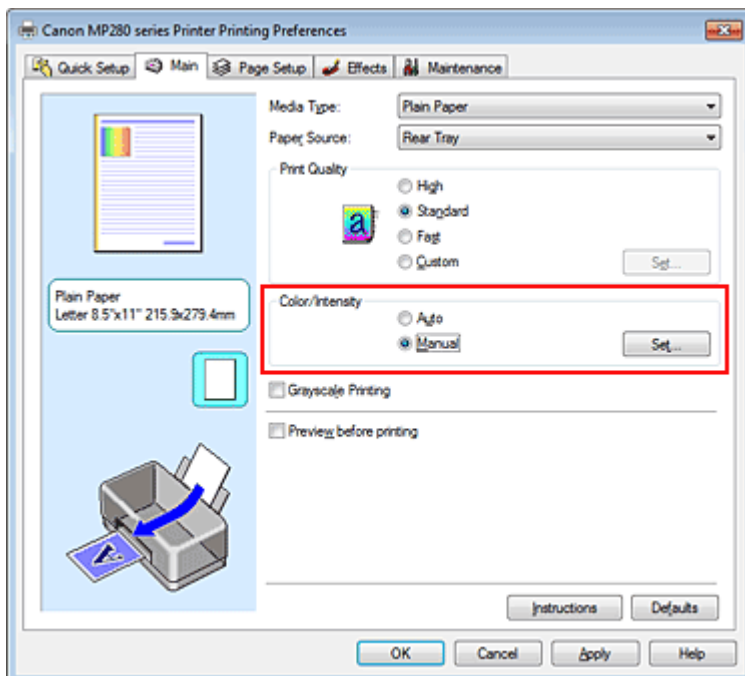 Canon MP280 series Printer Printing Preferences
Quick Setup Main Page Setup Effects Maintenance
Media Type: Plain Paper
Paper Source: Rear Tray
Print Quality
High
a Standard
Fast
Custom Set...
Plain Paper
Letter 8.5"x11" 215.9x279.4mm
Color/Intensity
Auto
Manual Set...
Grayscale Printing
Preview before printing
A
Instructions Defaults
OK Cancel Apply Help